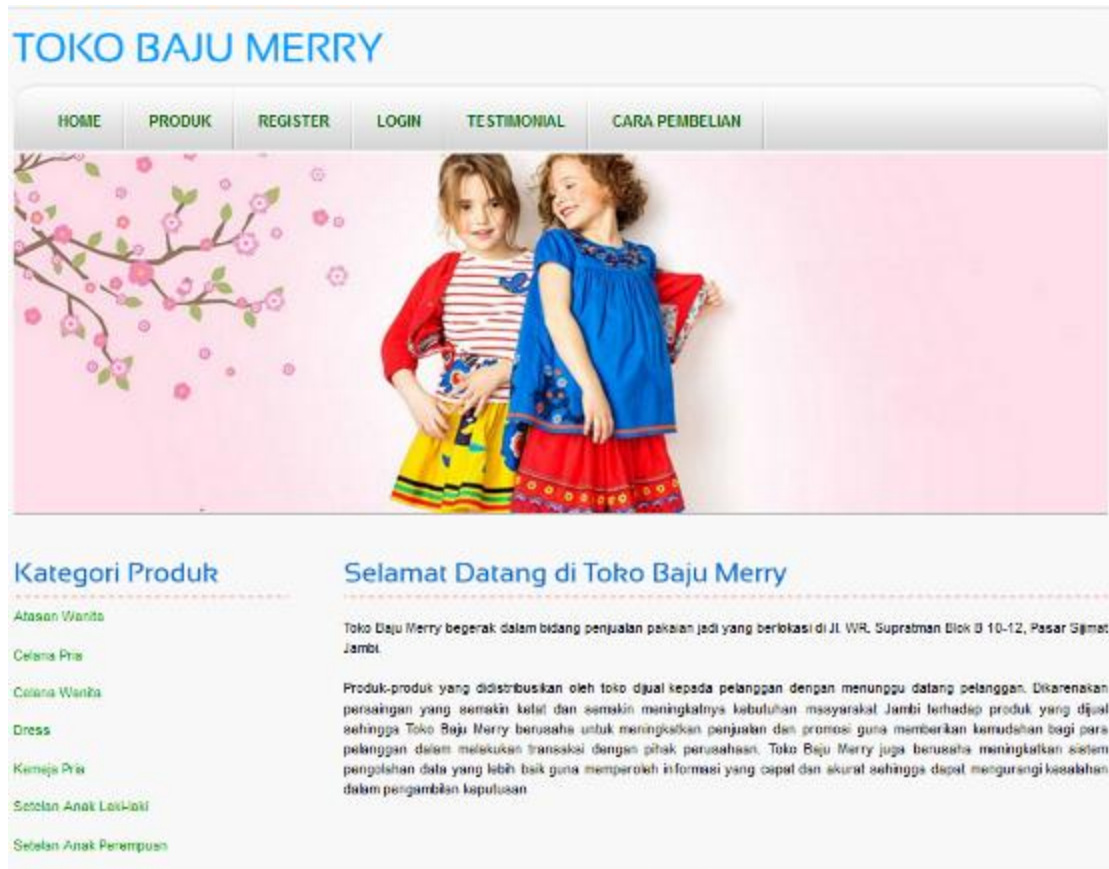 TOKO BAJU MERRY
HOME PRODUK REGISTER LOGIN TESTIMONIAL CARA PEMBELIAN
Kategori Produk
Atasan Wanita
Celana Pria
Celana Wanita
Dress
Kemeja Pria
Setelan Anak Laki-laki
Setelan Anak Perempuan
Selamat Datang di Toko Baju Merry
Toko Baju Merry begerak dalam bidang penjualan pakaian jadi yang berlokasi di Jl. WR. Supratman Blok B 10-12, Pasar
Jambi.
Produk-produk yang didistribusikan oleh toko dijual kepada pelanggan dengan menunggu datang pelanggan. Dikarenakan
persaingan yang semakin ketat dan semakin meningkatnya kebutuhan masyarakat Jambi terhadap produk yang dijual
sehingga Toko Baju Merry berusaha untuk meningkatkan penjualan dan promosi guna memberikan kemudahan bagi para
pelanggan dalam melakukan transaksi dengan pihak perusahaan. Toko Baju Merry juga berusaha meningkatkan sistem
pengolahan data yang lebih baik guna memperoleh informasi yang cepat dan akurat sehingga dapat mengurangi kesalahan
dalam pengambilan keputusan